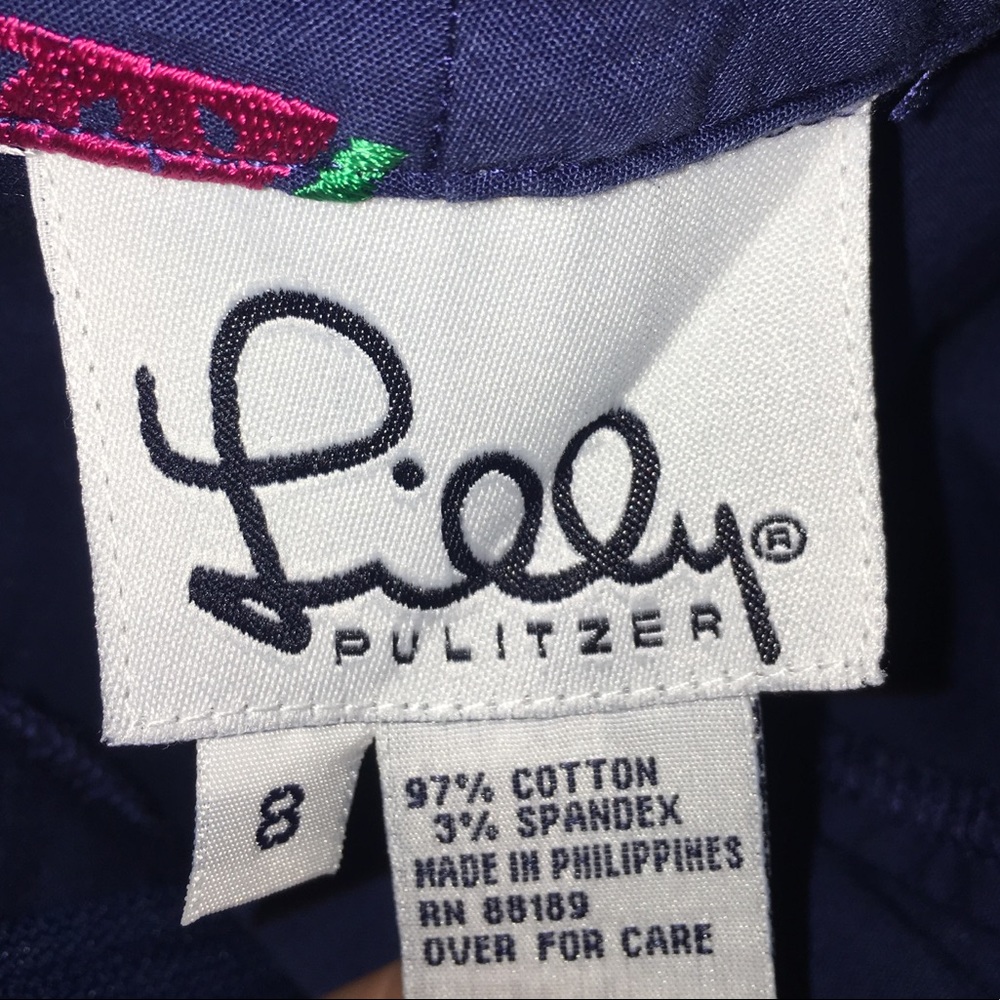 Lilly®
PULITZER
8
97% COTTON
3% SPANDEX
MADE IN PHILIPPINES
RN 88189
OVER FOR CARE